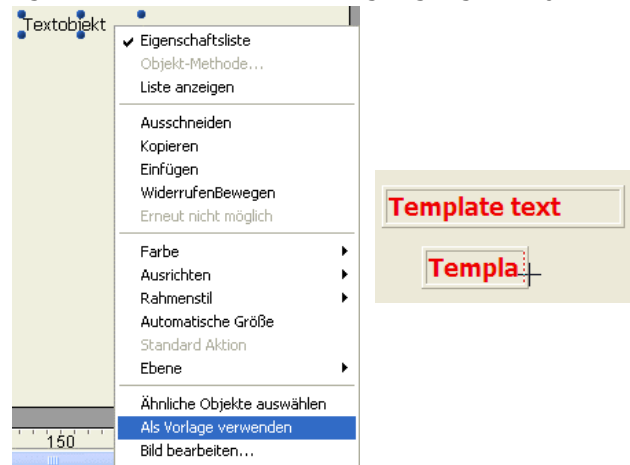 Textobjekt
Eigenschaftsliste
Objekt-Methode...
Liste anzeigen
Ausschneiden
Kopieren
Einfügen
WiderrufenBewegen
Erneut nicht möglich
Farbe
Ausrichten
Rahmenstil
Automatische Größe
Standard Aktion
Ebene
Ähnliche Objekte auswählen
Als Vorlage verwenden
Bild bearbeiten...
150
Template text
Templa